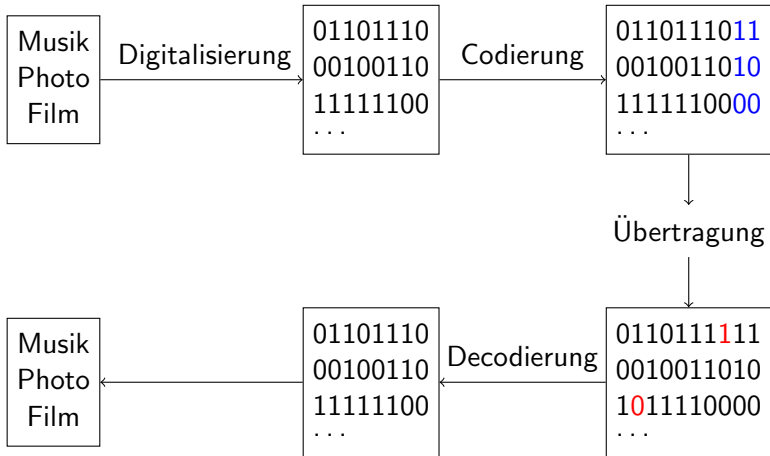 Musik
Photo
Film
Digitalisierung
01101110
00100110
11111100
...
Codierung
0110111011
0010011010
1111110000
...
Übertragung
0110111111
0010011010
1011110000
...
Decodierung
01101110
00100110
11111100
...
Musik
Photo
Film